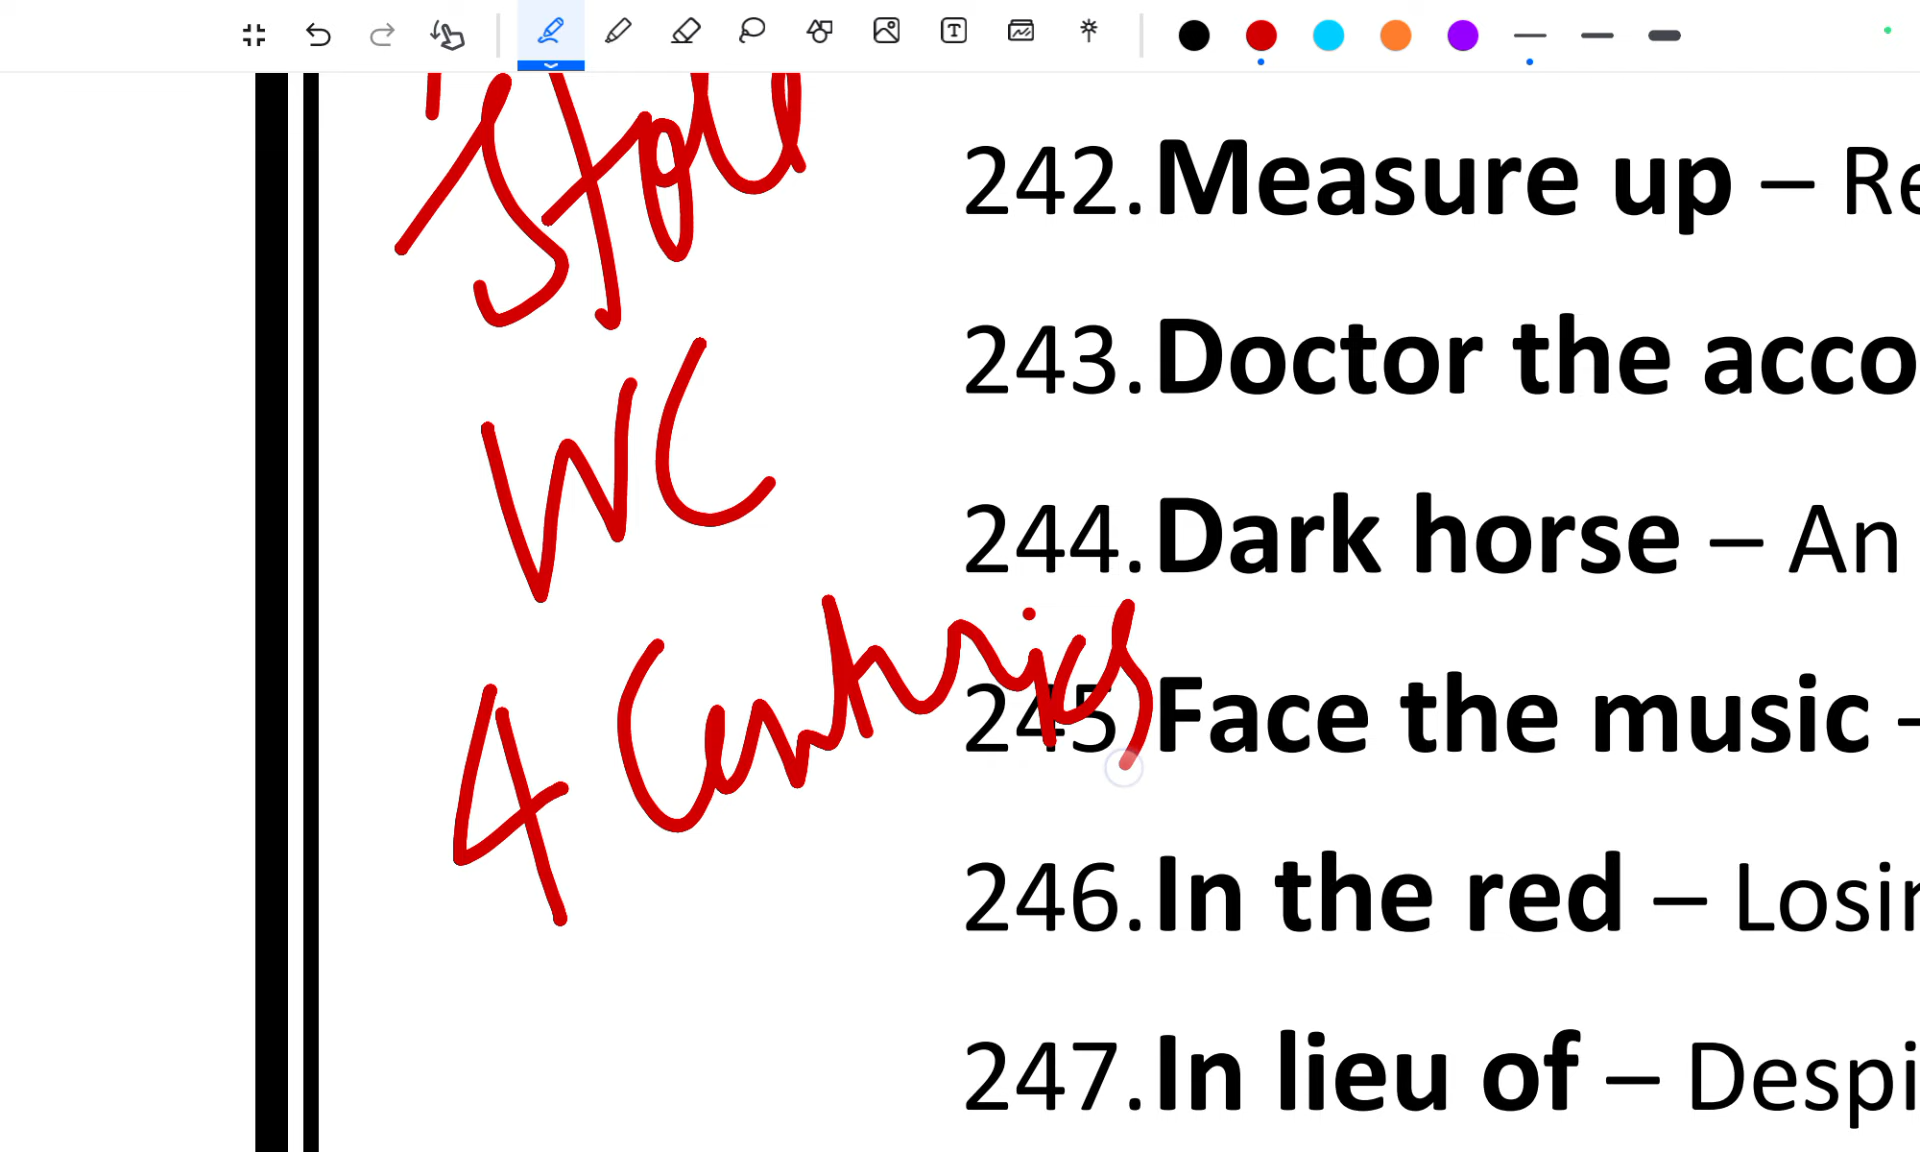 242. Measure up – Re
243. Doctor the acco
WC
244. Dark horse – An
4 Centuries
245. Face the music –
246. In the red – Losin
247. In lieu of – Despi